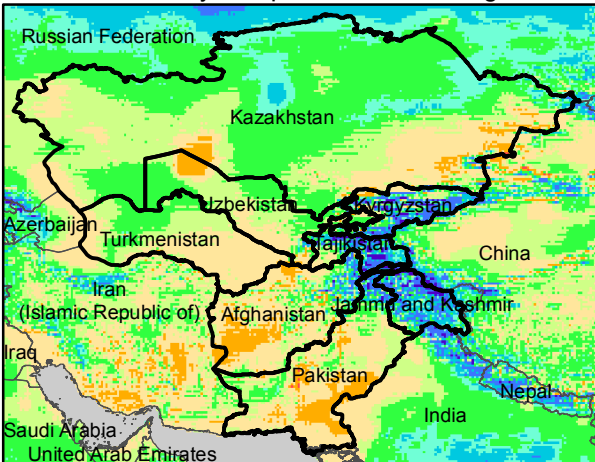 Russian Federation
Kazakhstan
Uzbekistan
Kyrgyzstan
Azerbaijan
Turkmenistan
Tajikistan
China
Iran
(Islamic Republic of)
Afghanistan
Jammu and Kashmir
Iraq
Pakistan
Nepal
Saudi Arabia
India
United Arab Emirates